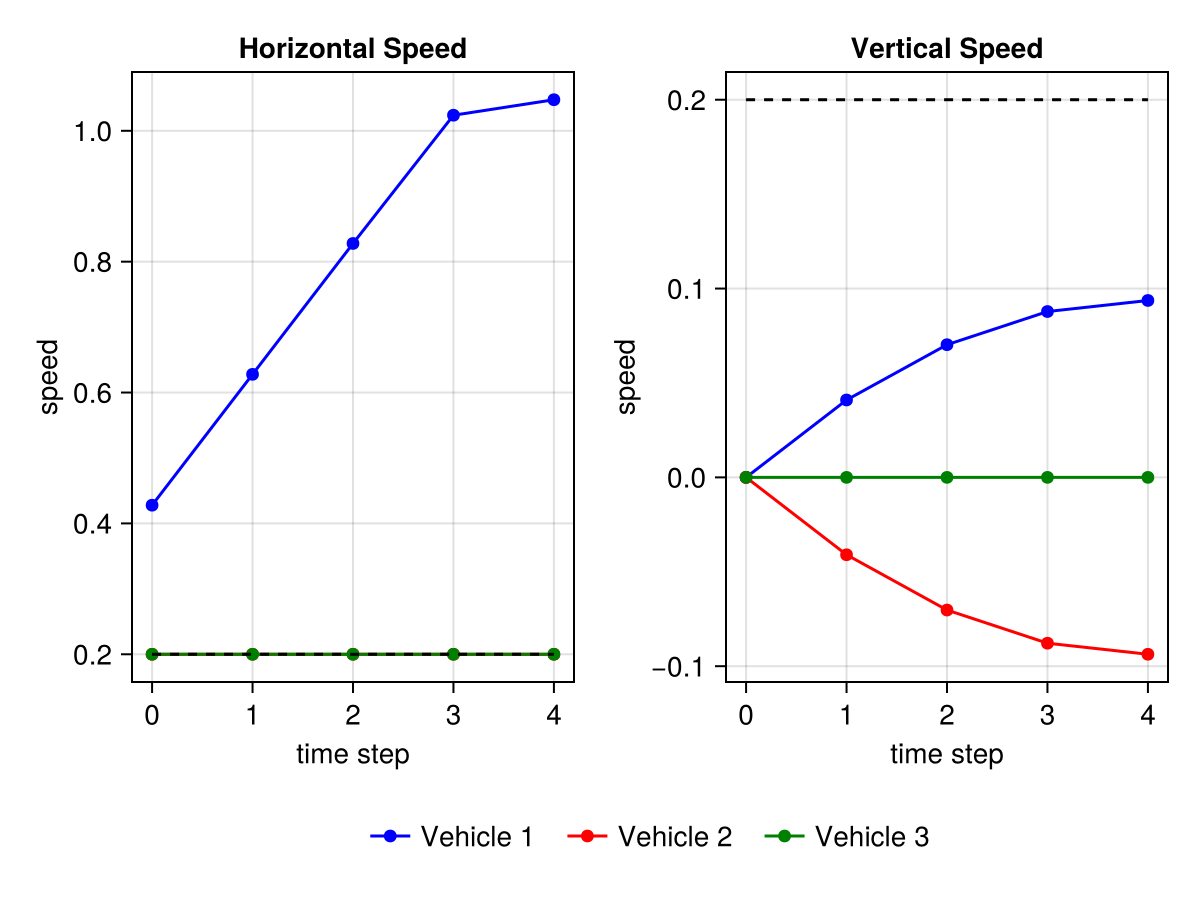 Horizontal Speed
speed
1.0
0.8
0.6
0.4
0.2
0 1 2 3 4
time step
Vertical Speed
speed
0.2
0.1
0.0
−0.1
0 1 2 3 4
time step
Vehicle 1 Vehicle 2 Vehicle 3